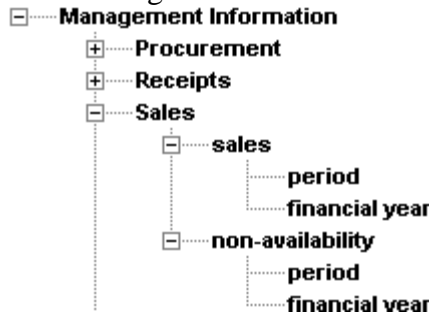 Management Information
Procurement
Receipts
Sales
sales
period
financial year
non-availability
period
financial year